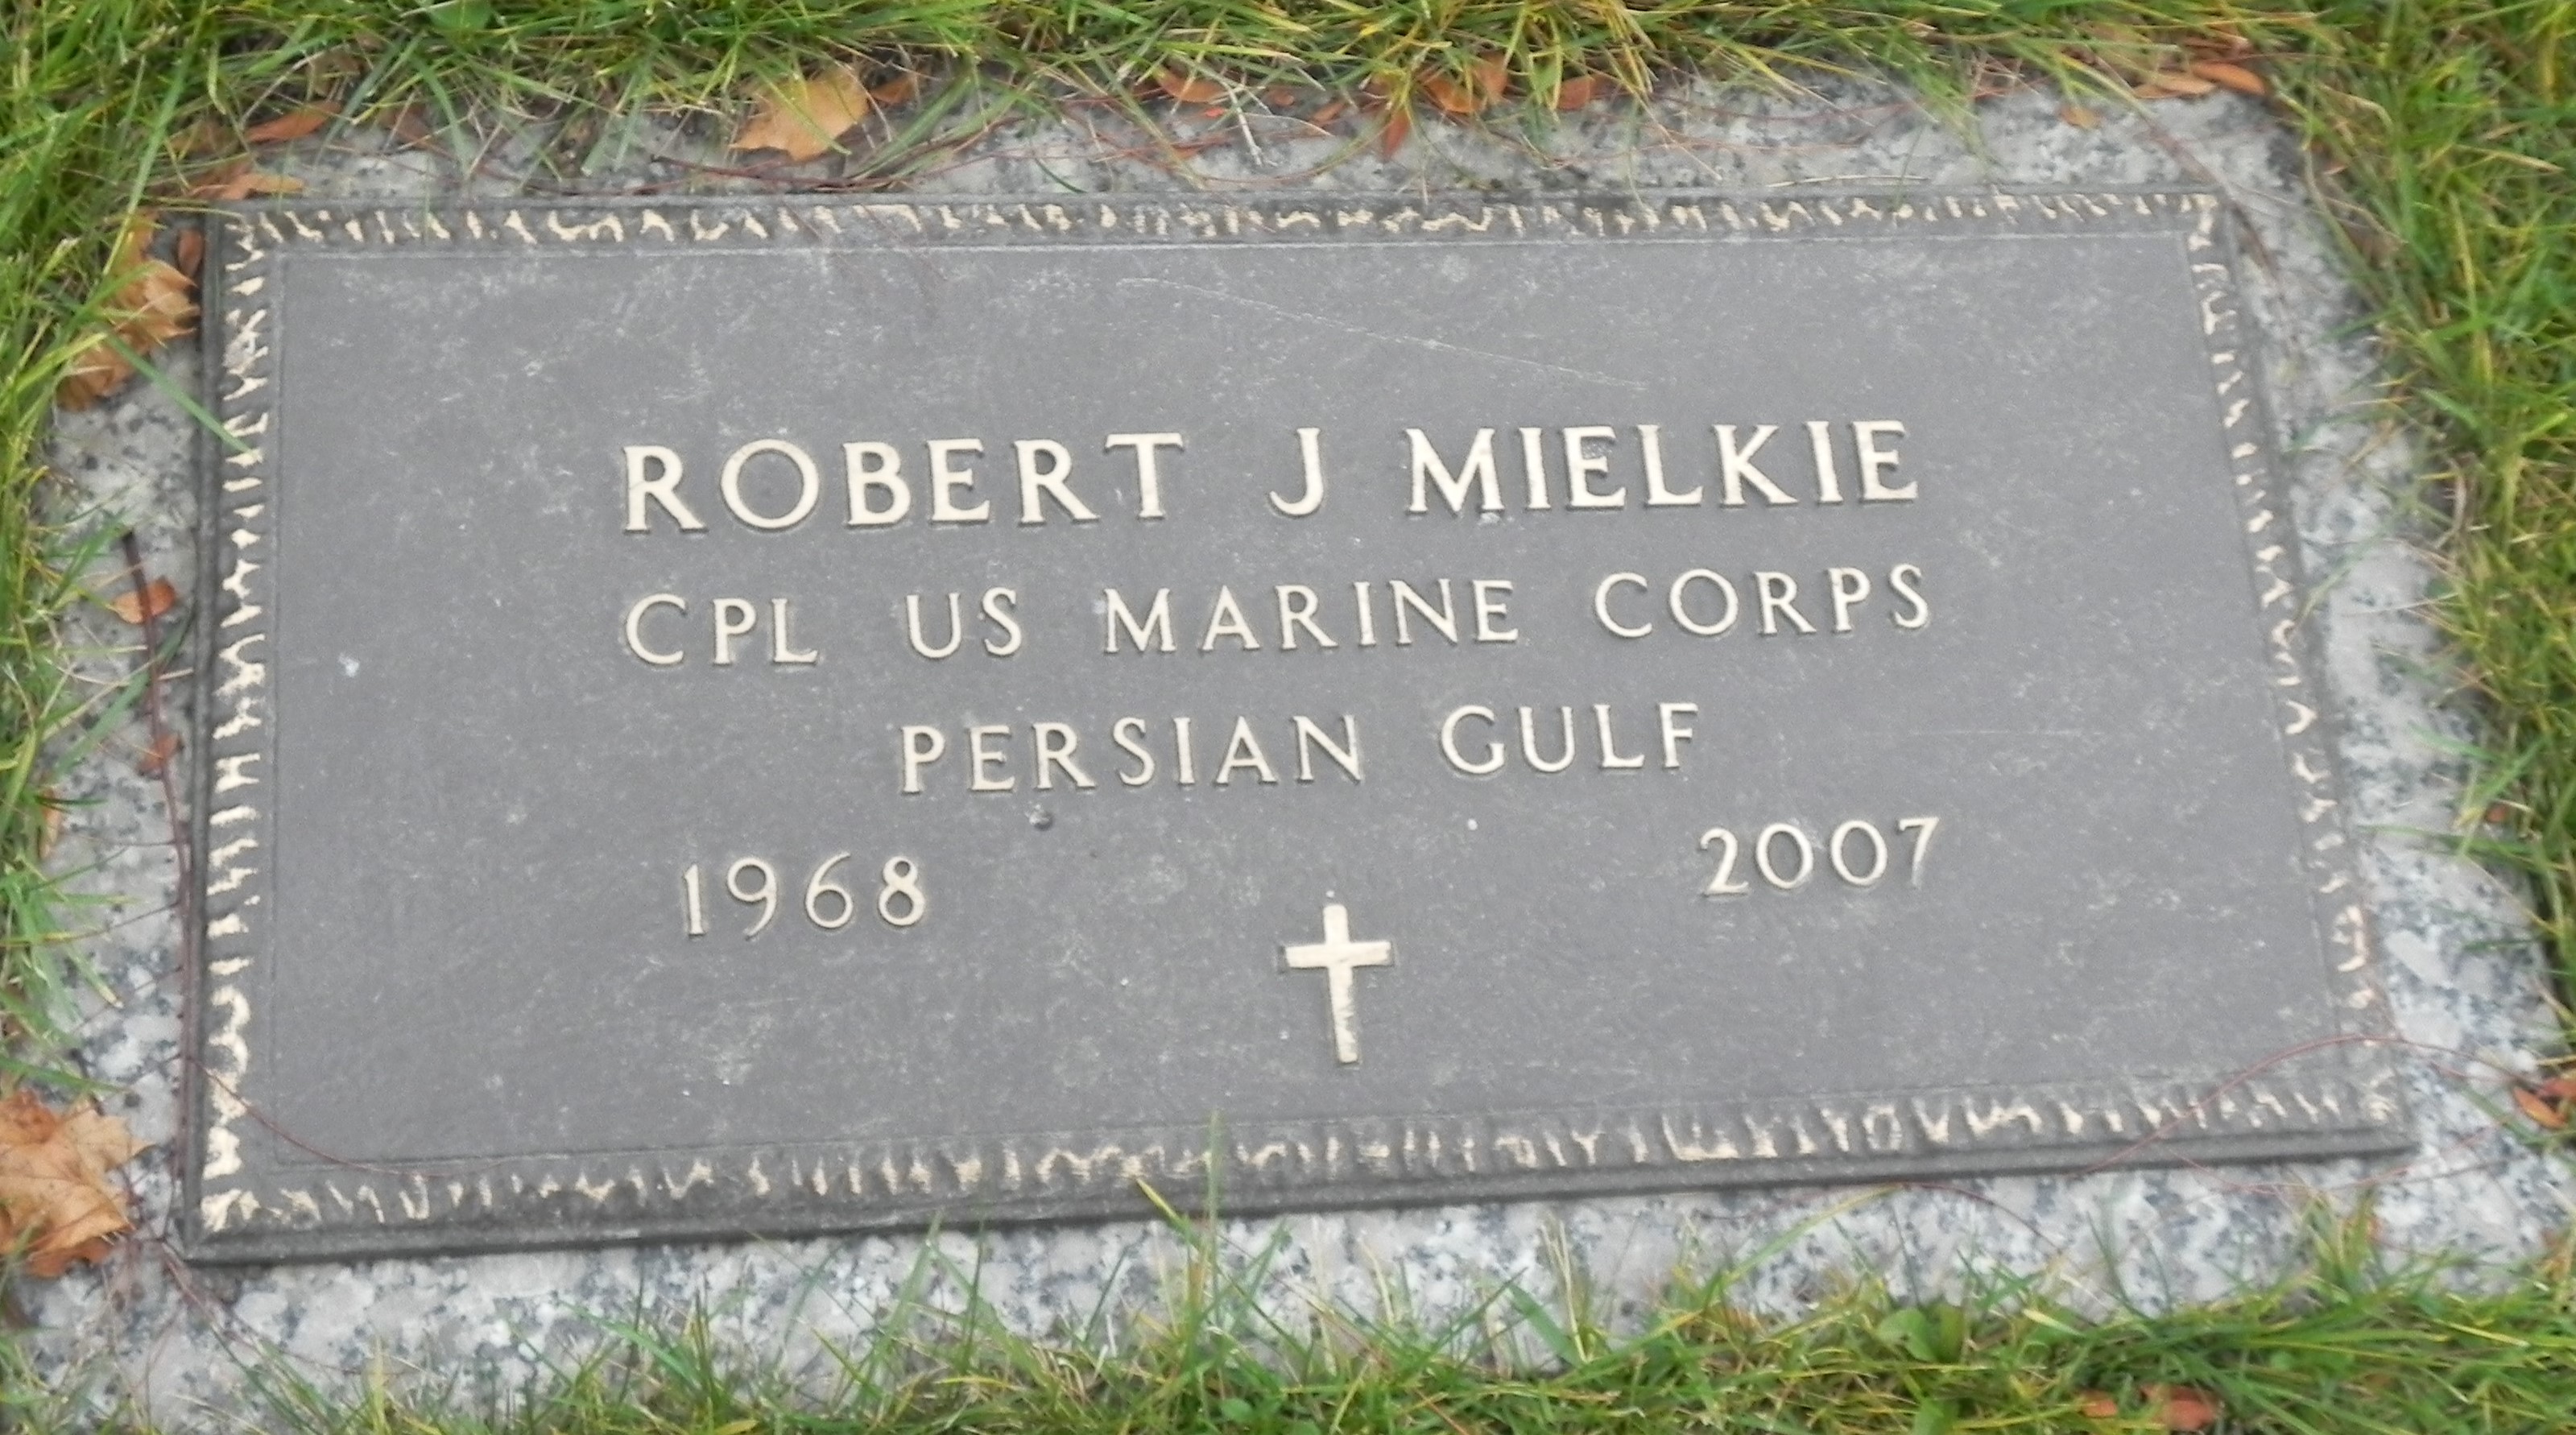 ROBERT J MIELKIE
CPL US MARINE CORPS
PERSIAN GULF
1968 2007